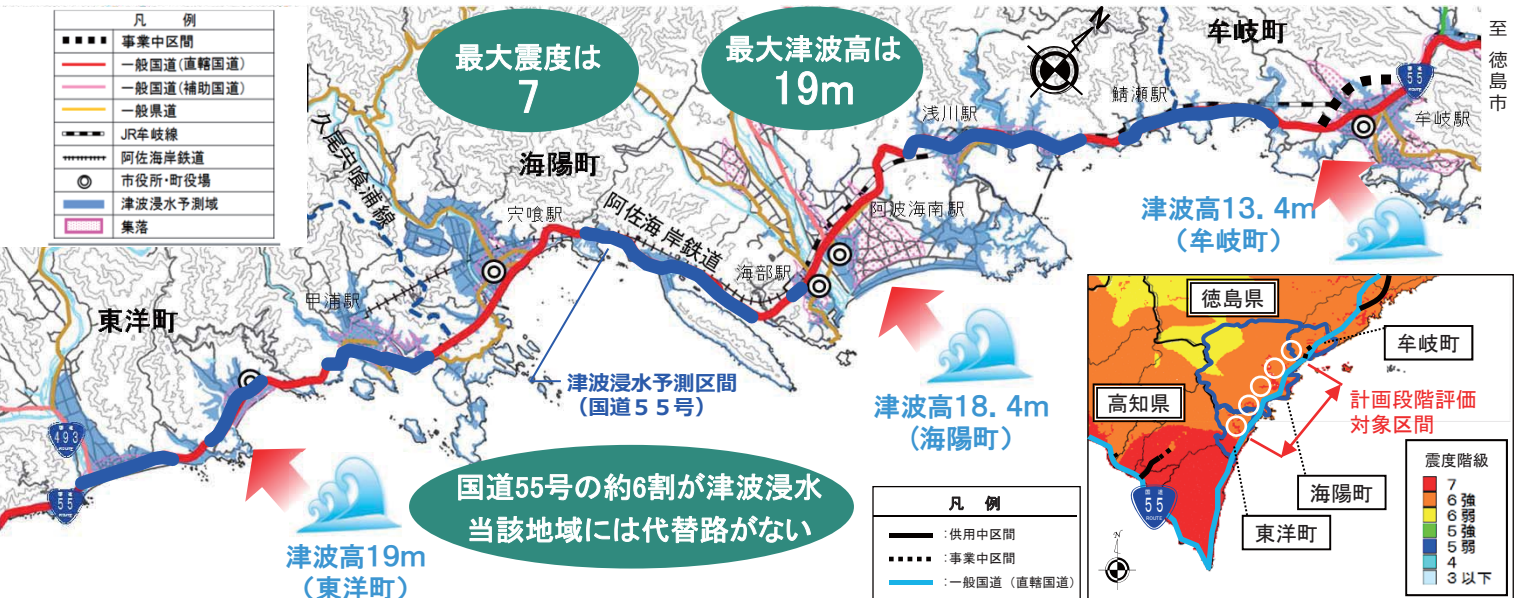 凡 例
事業中区間
一般国道(直轄国道)
一般国道(補助国道)
一般県道
JR牟岐線
阿佐海岸鉄道
市役所・町役場
津波浸水予測域
集落
最大震度は
7
最大津波高は
19m
N
牟岐町
至 徳島市
国道
55
ROUTE
牟岐駅
鯖瀬駅
浅川駅
海陽町
久尾宍喰浦線
宍喰駅
阿佐海岸鉄道
阿波海南駅
海部駅
津波高13.4m
(牟岐町)
甲浦駅
東洋町
津波浸水予測区間
(国道55号)
津波高18.4m
(海陽町)
国道
493
ROUTE
国道
55
ROUTE
国道55号の約6割が津波浸水
当該地域には代替路がない
津波高19m
(東洋町)
凡 例
:供用中区間
:事業中区間
:一般国道(直轄国道)
徳島県
牟岐町
高知県
計画段階評価
対象区間
海陽町
東洋町
国道
55
ROUTE
N
震度階級
7
6強
6弱
5強
5弱
4
3以下